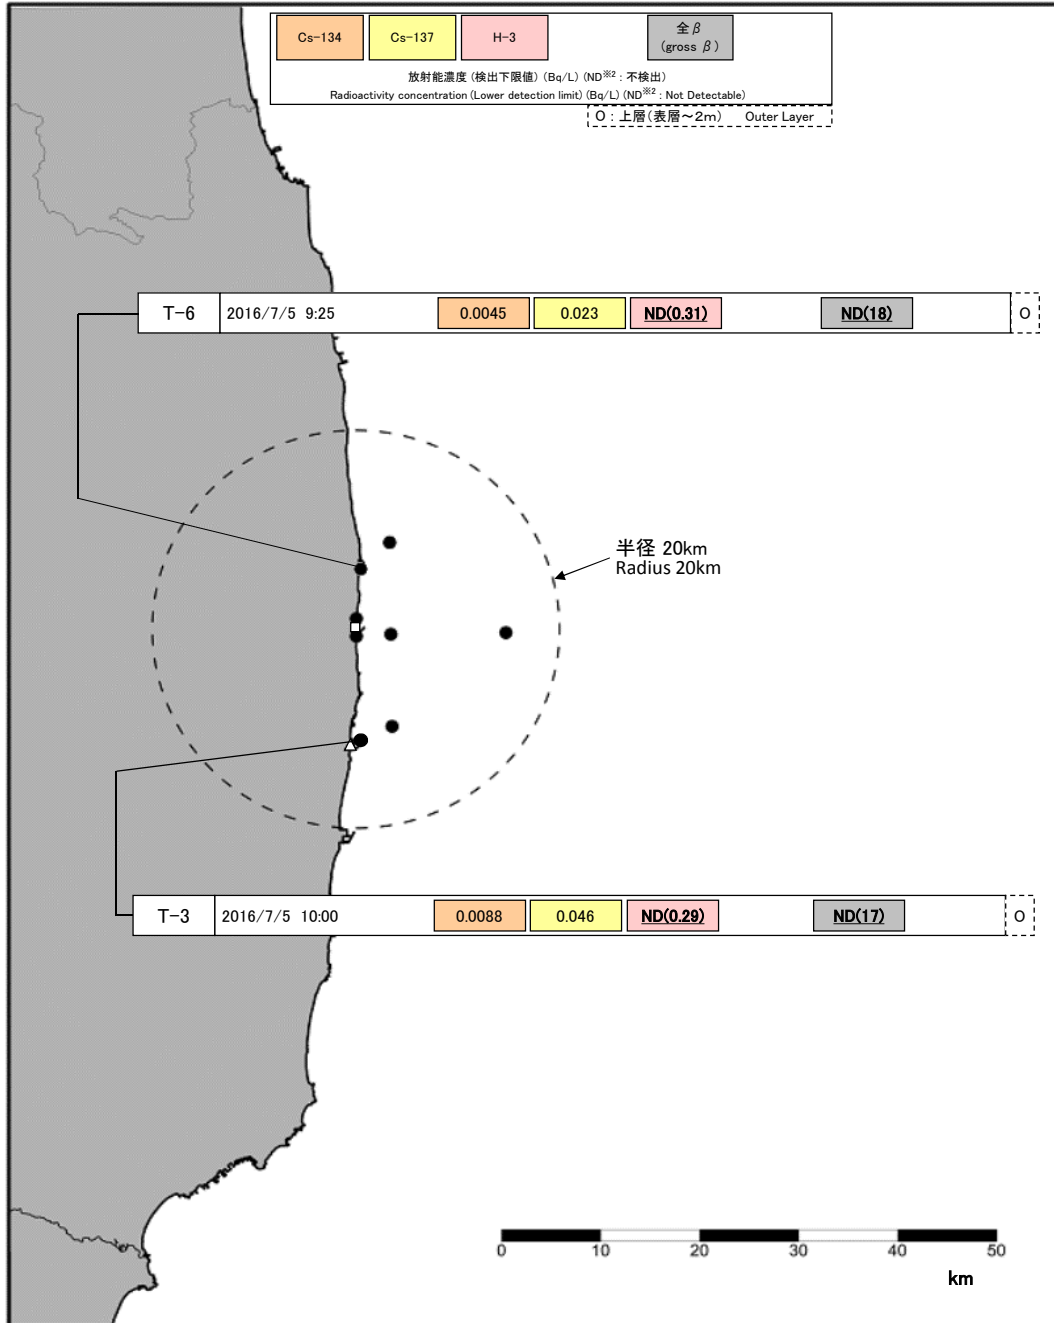 Cs-134 Cs-137 H-3 全β
(gross β)
放射能濃度 (検出下限値) (Bq/L) (ND※2 : 不検出)
Radioactivity concentration (Lower detection limit) (Bq/L) (ND※2 : Not Detectable)
O : 上層(表層～2m) Outer Layer
T-6 2016/7/5 9:25 0.0045 0.023 ND(0.31) ND(18) O
半径 20km
Radius 20km
T-3 2016/7/5 10:00 0.0088 0.046 ND(0.29) ND(17) O
0 10 20 30 40 50
km